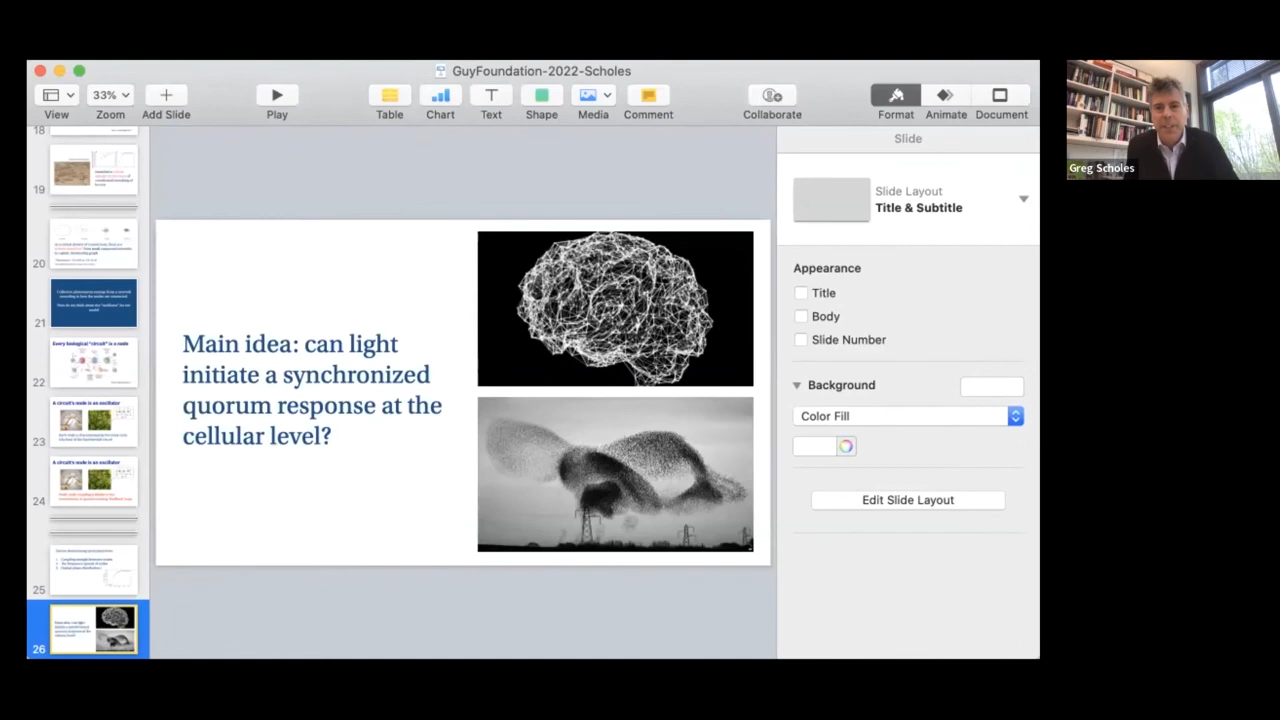 GuyFoundation-2022-Scholes
33%
View
Zoom
Add Slide
Play
Table
Chart
Text
Shape
Media
Comment
Collaborate
Format
Animate
Document
18
19
20
21
22
Every biological "circuit" is a node
23
A circuit's node is an oscillator
24
A circuit's node is an oscillator
25
26
Main idea: can light
initiate a synchronized
quorum response at the
cellular level?
Slide
Slide Layout
Title & Subtitle
Appearance
Title
Body
Slide Number
Background
Color Fill
Edit Slide Layout
Greg Scholes